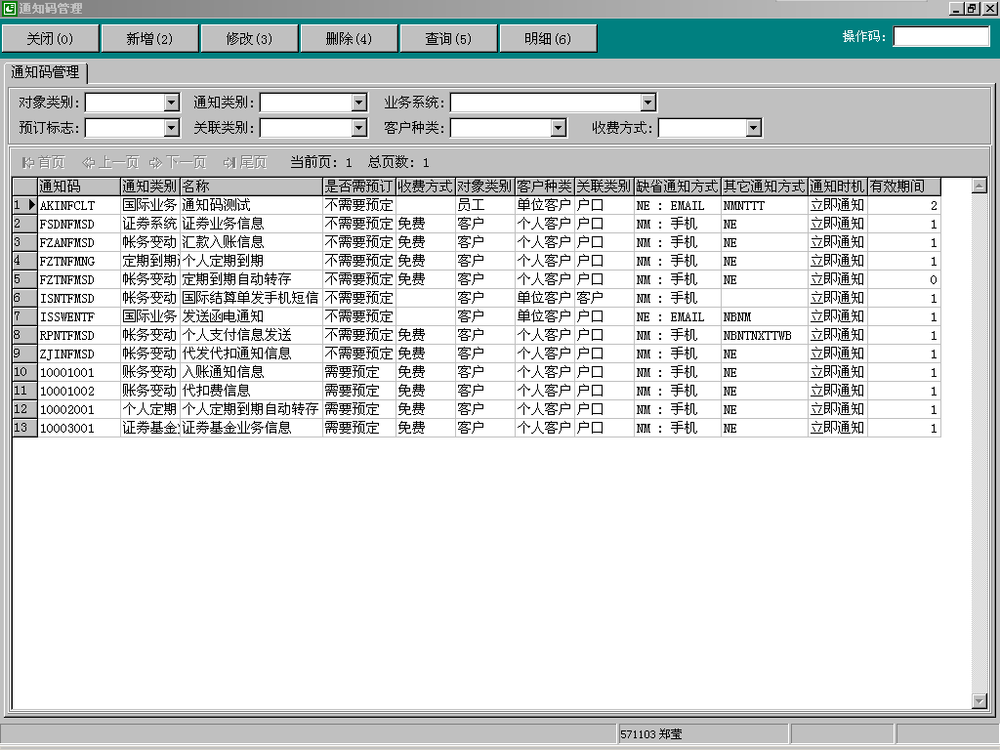 通知码管理
关闭(0) 新增(2) 修改(3) 删除(4) 查询(5) 明细(6) 操作码:
通知码管理
对象类别: 通知类别: 业务系统:
预订标志: 关联类别: 客户种类: 收费方式:
首页 上一页 下一页 尾页 当前页: 1 总页数: 1
通知码 通知类别 名称 是否需预订 收费方式 对象类别 客户种类 关联类别 缺省通知方式 其它通知方式 通知时机 有效期间
1 AKINFCLT 国际业务 通知码测试 不需要预定 员工 单位客户 户口 NE : EMAIL NMNTTT 立即通知 2
2 FSDNFMSD 证券系统 证券业务信息 不需要预定 免费 客户 个人客户 户口 NM : 手机 NE 立即通知 1
3 FZANFMSD 帐务变动 汇款入账信息 不需要预定 免费 客户 个人客户 户口 NM : 手机 NE 立即通知 1
4 FZTNFMNG 定期到期 个人定期到期 不需要预定 免费 客户 个人客户 户口 NM : 手机 NE 立即通知 1
5 FZTNFMSD 帐务变动 定期到期自动转存 不需要预定 免费 客户 个人客户 户口 NM : 手机 NE 立即通知 0
6 ISNTFMSD 帐务变动 国际结算单发手机短信 不需要预定 客户 单位客户 客户 NM : 手机 立即通知 1
7 ISSWENTF 国际业务 发送函电通知 不需要预定 客户 单位客户 户口 NE : EMAIL NBNM 立即通知 1
8 RPNTFMSD 帐务变动 个人支付信息发送 不需要预定 免费 客户 个人客户 户口 NM : 手机 NBNTNXTTWB 立即通知 1
9 ZJINFMSD 帐务变动 代发代扣通知信息 不需要预定 免费 客户 个人客户 户口 NM : 手机 NE 立即通知 1
10 10001001 账务变动 入账通知信息 需要预定 免费 客户 个人客户 户口 NM : 手机 NE 立即通知 1
11 10001002 账务变动 代扣费信息 需要预定 免费 客户 个人客户 户口 NM : 手机 NE 立即通知 1
12 10002001 个人定期 个人定期到期自动转存 需要预定 免费 客户 个人客户 户口 NM : 手机 NE 立即通知 1
13 10003001 证券基金 证券基金业务信息 需要预定 免费 客户 个人客户 户口 NM : 手机 NE 立即通知 1
571103 郑莹